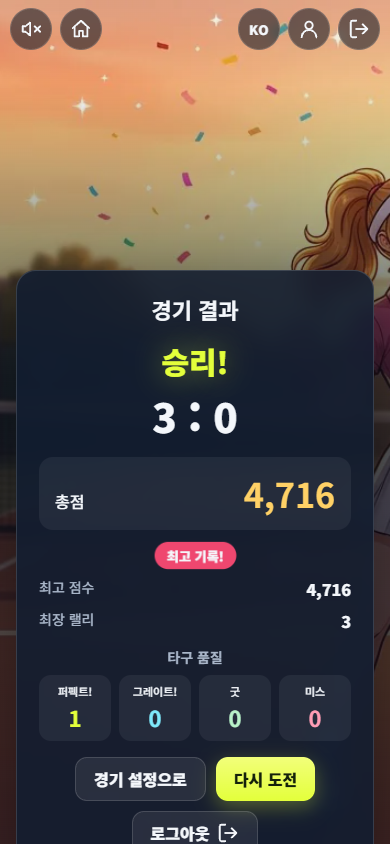 KO
경기 결과
승리!
3 : 0
총점 4,716
최고 기록!
최고 점수 4,716
최장 랠리 3
타구 품질
퍼펙트! 그레이트! 굿 미스
1 0 0 0
경기 설정으로 다시 도전
로그아웃